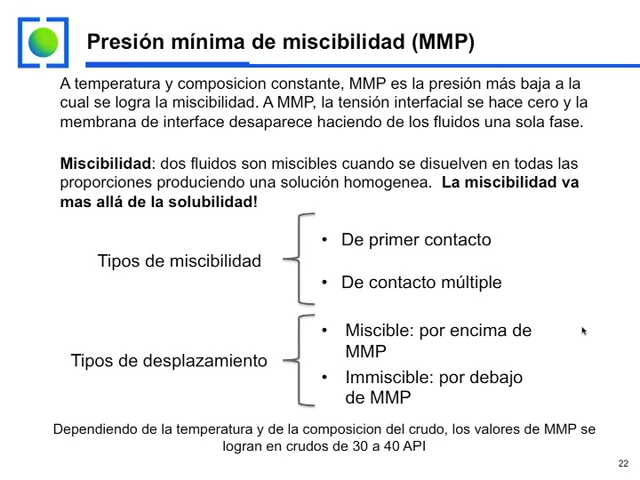 Presión mínima de miscibilidad (MMP)
A temperatura y composicion constante, MMP es la presión más baja a la
cual se logra la miscibilidad. A MMP, la tensión interfacial se hace cero y la
membrana de interface desaparece haciendo de los fluidos una sola fase.
Miscibilidad: dos fluidos son miscibles cuando se disuelven en todas las
proporciones produciendo una solución homogenea. La miscibilidad va
mas allá de la solubilidad!
Tipos de miscibilidad
• De primer contacto
• De contacto múltiple
Tipos de desplazamiento
• Miscible: por encima de
MMP
• Immiscible: por debajo
de MMP
Dependiendo de la temperatura y de la composicion del crudo, los valores de MMP se
logran en crudos de 30 a 40 API
22